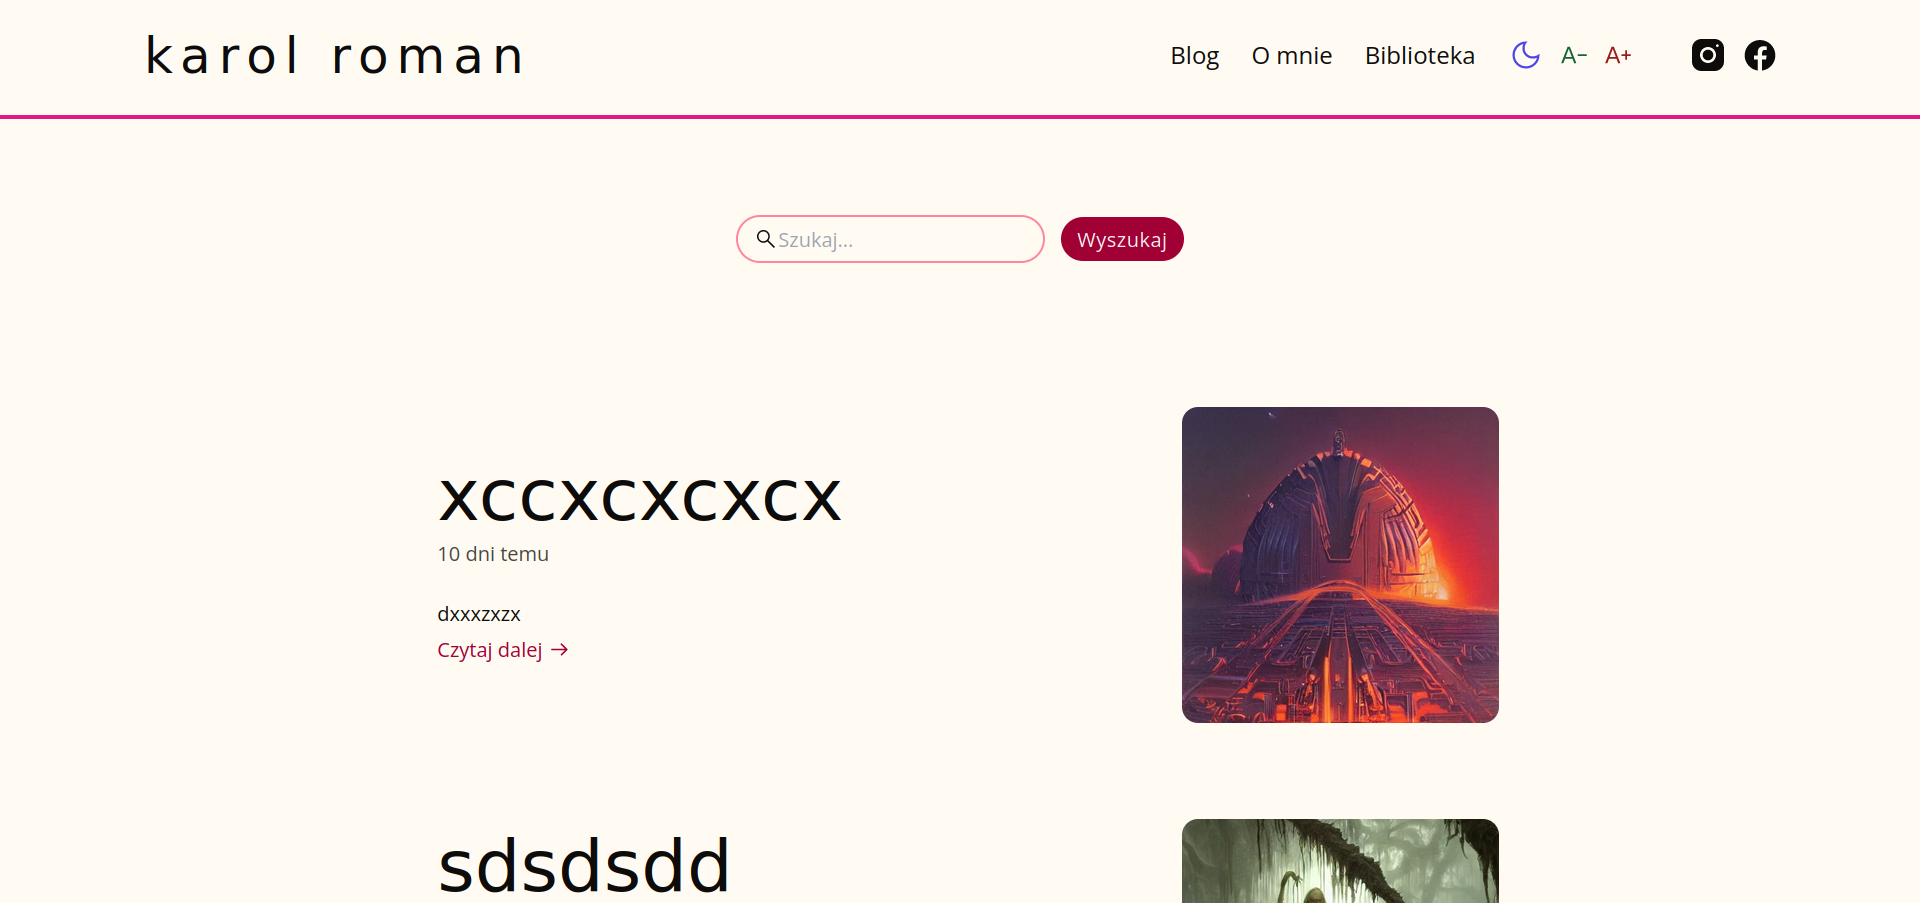 karol roman
Blog O mnie Biblioteka A- A+
Szukaj... Wyszukaj
xccxcxcxcx
10 dni temu
dxxxzxzx
Czytaj dalej →
sdsdsdd